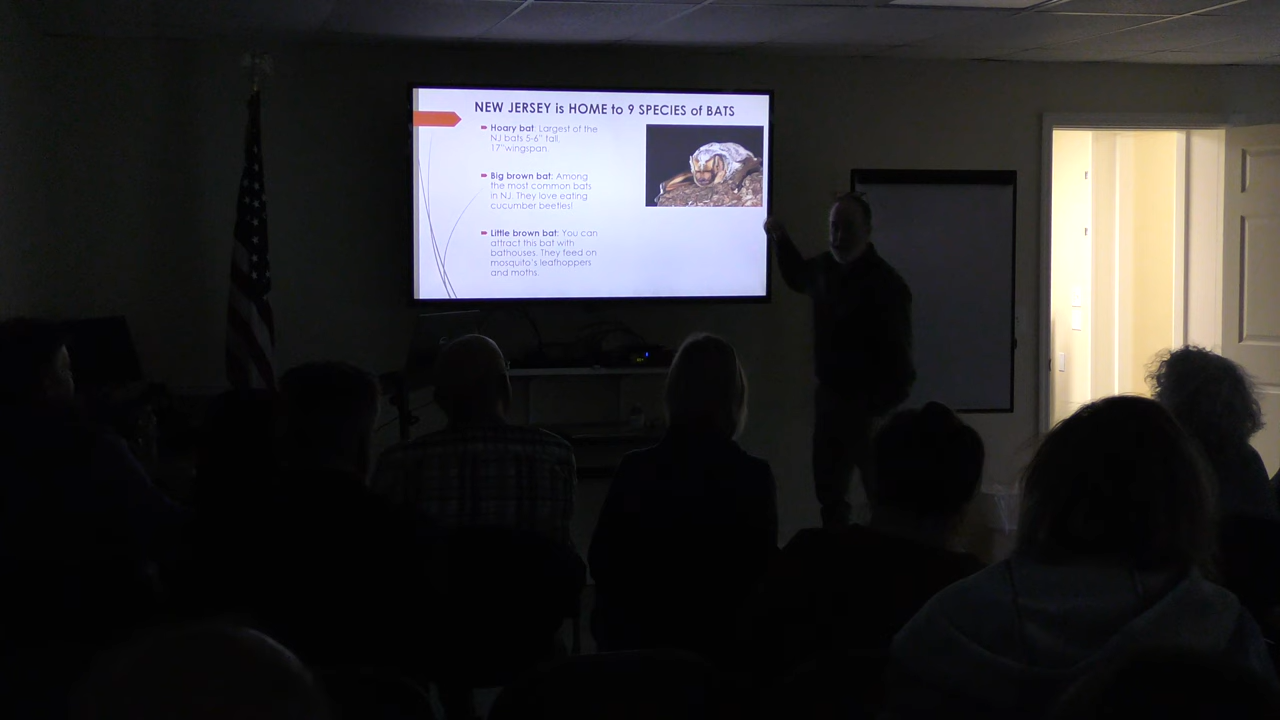 NEW JERSEY is HOME to 9 SPECIES of BATS
Hoary bat: Largest of the
NJ bats 5-6" tall,
17"wingspan.
Big brown bat: Among
the most common bats
in NJ. They love eating
cucumber beetles!
Little brown bat: You can
attract this bat with
bathouses. They feed on
mosquito's leafhoppers
and moths.